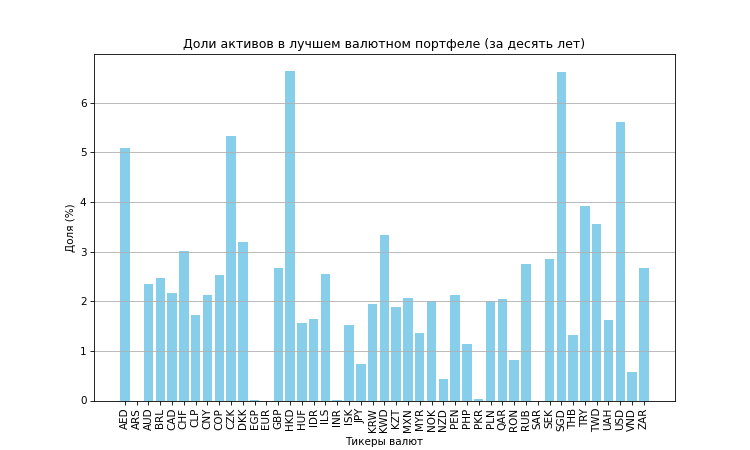 Доли активов в лучшем валютном портфеле (за десять лет)
Доля (%)
6
5
4
3
2
1
0
AED ARS AUD BRL CAD CHF CLP CNY COP CZK DKK EGP EUR GBP HKD HUF IDR ILS INR ISK JPY KRW KWD KZT MXN MYR NOK NZD PEN PHP PKR PLN QAR RON RUB SAR SEK SGD THB TRY TWD UAH USD VND ZAR
Тикеры валют